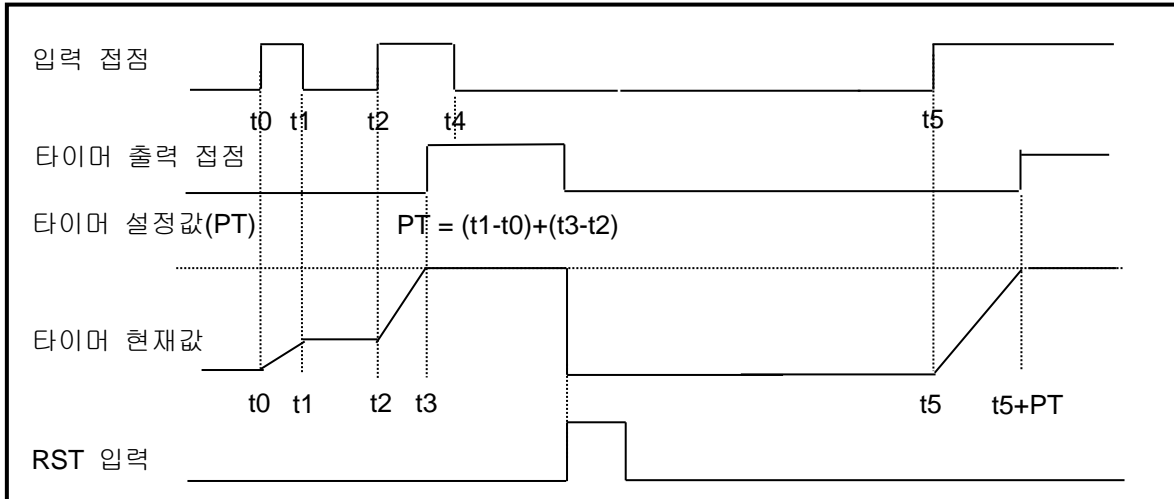 입력 접점
t0 t1 t2 t4 t5
타이머 출력 접점
타이머 설정값(PT) PT = (t1-t0)+(t3-t2)
타이머 현재값
t0 t1 t2 t3 t5 t5+PT
RST 입력